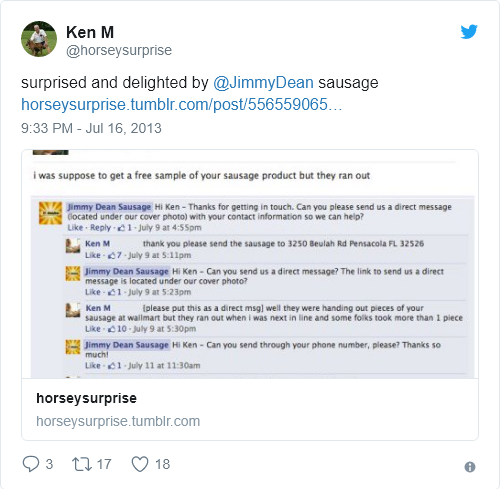 Ken M
@horseysurprise
surprised and delighted by @JimmyDean sausage
horseysurprise.tumblr.com/post/556559065…
9:33 PM - Jul 16, 2013
i was suppose to get a free sample of your sausage product but they ran out
Jimmy Dean Sausage Hi Ken - Thanks for getting in touch. Can you please send us a direct message
(located under our cover photo) with your contact information so we can help?
Like · Reply · 1 · July 9 at 4:55pm
Ken M thank you please send the sausage to 3250 Beulah Rd Pensacola FL 32526
Like · 7 · July 9 at 5:11pm
Jimmy Dean Sausage Hi Ken - Can you send us a direct message? The link to send us a direct
message is located under our cover photo?
Like · 1 · July 9 at 5:23pm
Ken M [please put this as a direct msg] well they were handing out pieces of your
sausage at wallmart but they ran out when i was next in line and some folks took more than 1 piece
Like · 10 · July 9 at 5:30pm
Jimmy Dean Sausage Hi Ken - Can you send through your phone number, please? Thanks so
much!
Like · 1 · July 11 at 11:30am
horseysurprise
horseysurprise.tumblr.com
3 17 18